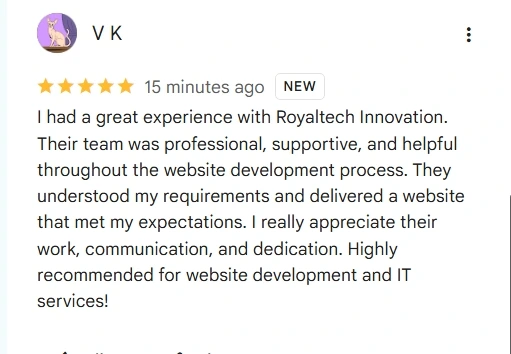 V K
15 minutes ago NEW
I had a great experience with Royaltech Innovation.
Their team was professional, supportive, and helpful
throughout the website development process. They
understood my requirements and delivered a website
that met my expectations. I really appreciate their
work, communication, and dedication. Highly
recommended for website development and IT
services!